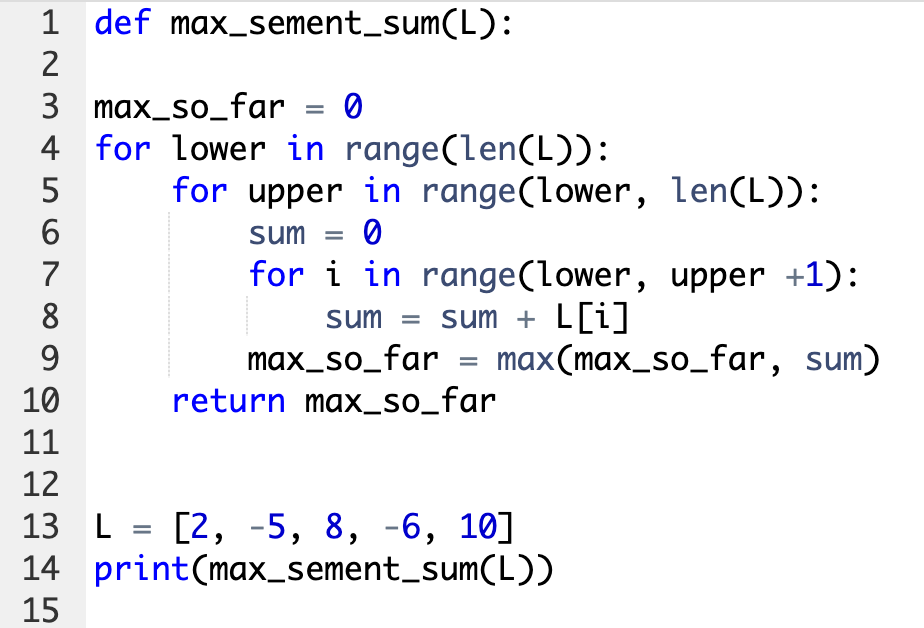 1 def max_sement_sum(L):
2
3 max_so_far = 0
4 for lower in range(len(L)):
5     for upper in range(lower, len(L)):
6         sum = 0
7         for i in range(lower, upper +1):
8             sum = sum + L[i]
9         max_so_far = max(max_so_far, sum)
10     return max_so_far
11
12
13 L = [2, -5, 8, -6, 10]
14 print(max_sement_sum(L))
15